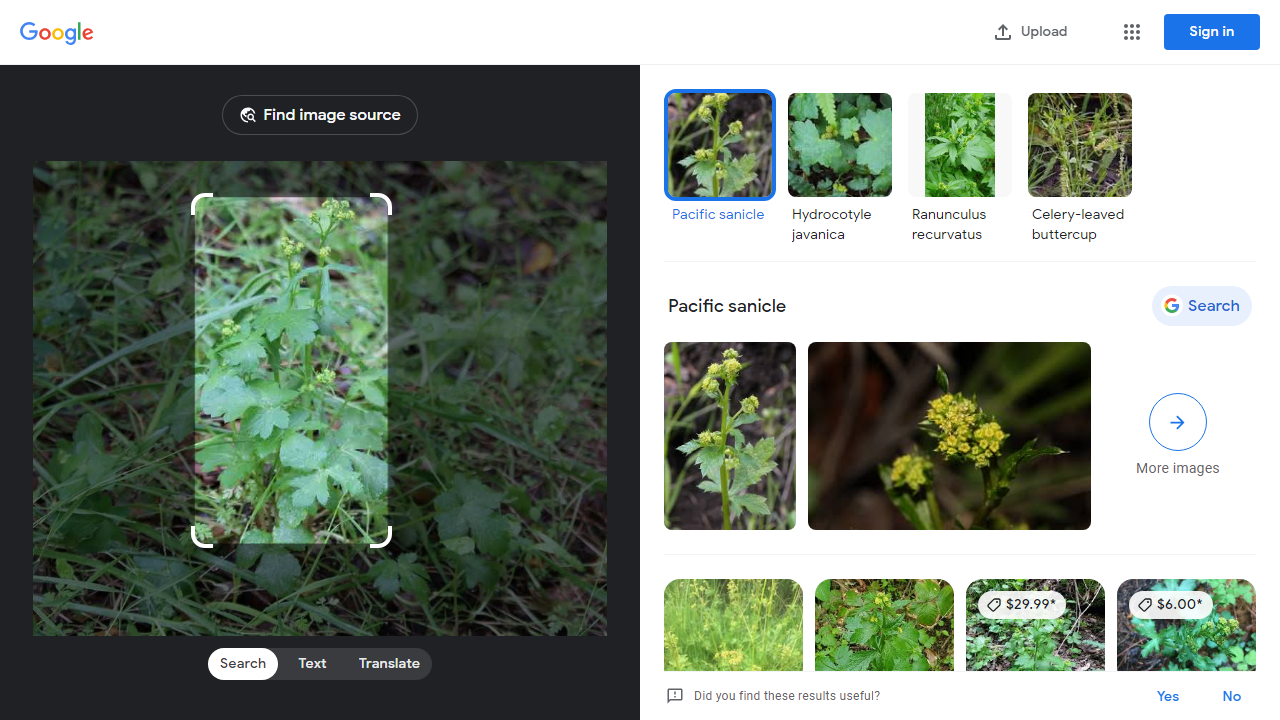 Google
Upload
Sign in
Find image source
Search
Text
Translate
Pacific sanicle
Hydrocotyle
javanica
Ranunculus
recurvatus
Celery-leaved
buttercup
Pacific sanicle
Search
More images
$29.99*
$6.00*
Did you find these results useful?
Yes
No